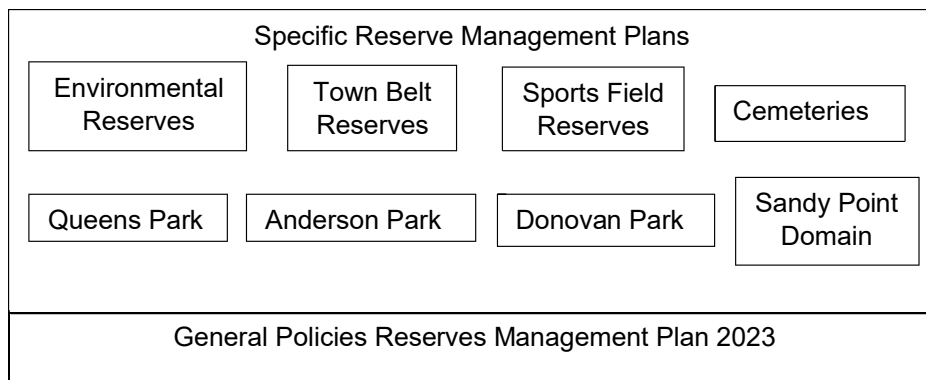 Specific Reserve Management Plans
Environmental
Reserves
Town Belt
Reserves
Sports Field
Reserves
Cemeteries
Queens Park
Anderson Park
Donovan Park
Sandy Point
Domain
General Policies Reserves Management Plan 2023